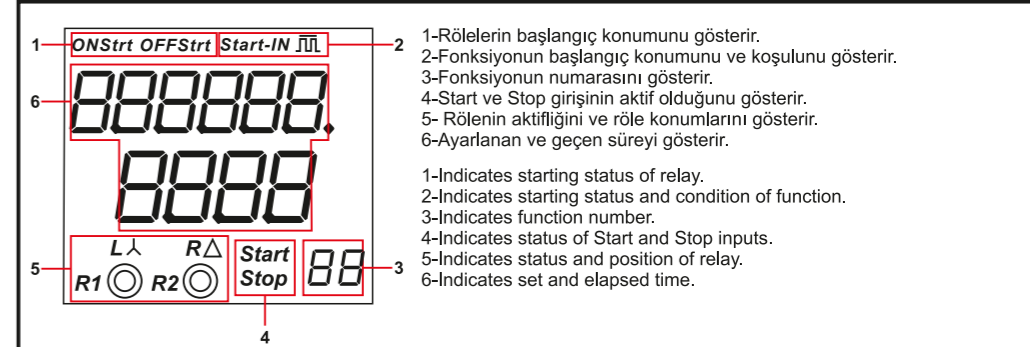 1 ONStrt OFFStrt Start-IN 2
6 888888.
8888
L R
5 R1 R2 Start Stop 88 3
4
1-Rölelerin başlangıç konumunu gösterir.
2-Fonksiyonun başlangıç konumunu ve koşulunu gösterir.
3-Fonksiyonun numarasını gösterir.
4-Start ve Stop girişinin aktif olduğunu gösterir.
5- Rölenin aktifliğini ve röle konumlarını gösterir.
6-Ayarlanan ve geçen süreyi gösterir.
1-Indicates starting status of relay.
2-Indicates starting status and condition of function.
3-Indicates function number.
4-Indicates status of Start and Stop inputs.
5-Indicates status and position of relay.
6-Indicates set and elapsed time.